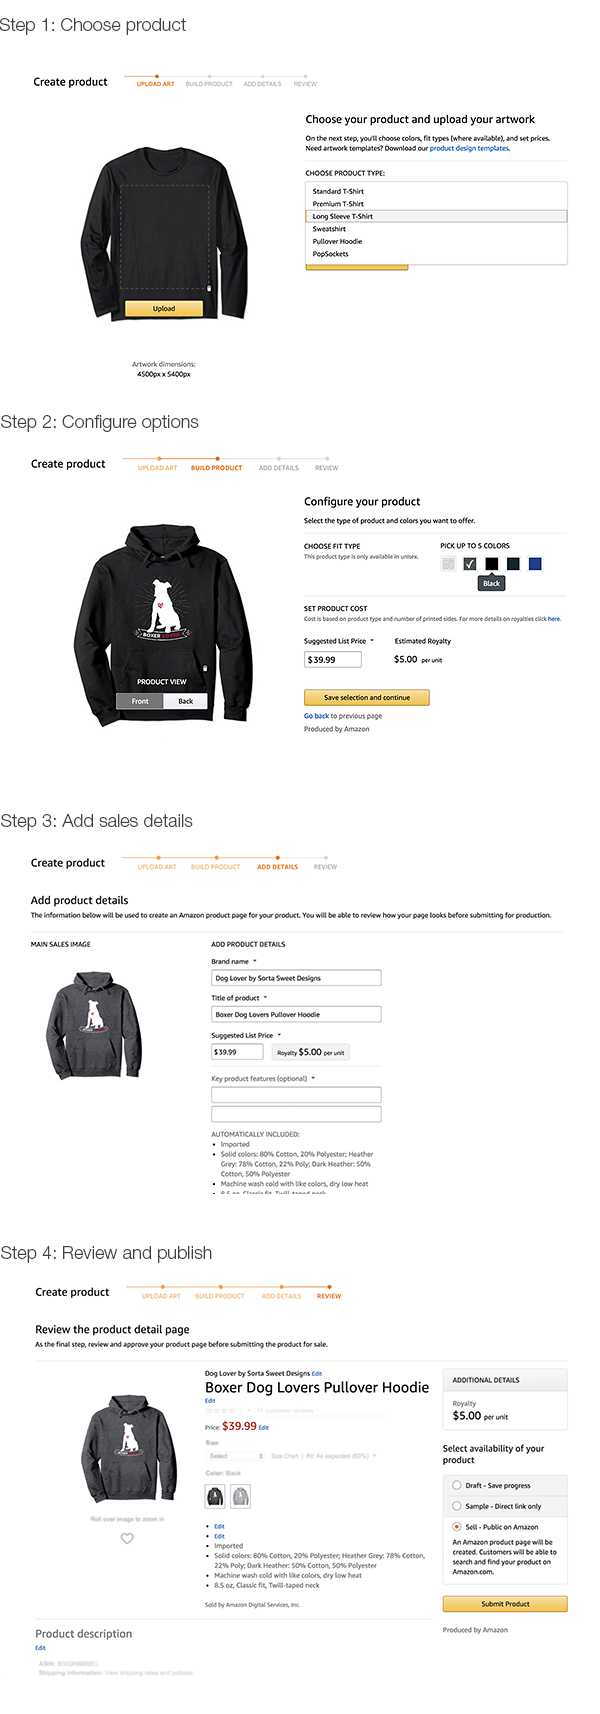 Step 1: Choose product
Create product
UPLOAD ART
BUILD PRODUCT
ADD DETAILS
REVIEW
Choose your product and upload your artwork
On the next step, you'll choose colors, fit types (where available), and set prices.
Need artwork templates? Download our product design templates.
CHOOSE PRODUCT TYPE:
Standard T-Shirt
Premium T-Shirt
Long Sleeve T-Shirt
Sweatshirt
Pullover Hoodie
PopSockets
Upload
Artwork dimensions:
4500px x 5400px
Step 2: Configure options
Create product
UPLOAD ART
BUILD PRODUCT
ADD DETAILS
REVIEW
Configure your product
Select the type of product and colors you want to offer.
CHOOSE FIT TYPE
This product type is only available in unisex.
PICK UP TO 5 COLORS
Black
SET PRODUCT COST
Cost is based on product type and number of printed sides. For more details on royalties click here.
Suggested List Price
Estimated Royalty
$39.99
$5.00 per unit
BOXER LOVER
PRODUCT VIEW
Front
Back
Save selection and continue
Go back to previous page
Produced by Amazon
Step 3: Add sales details
Create product
UPLOAD ART
BUILD PRODUCT
ADD DETAILS
REVIEW
Add product details
The information below will be used to create an Amazon product page for your product. You will be able to review how your page looks before submitting for production.
MAIN SALES IMAGE
ADD PRODUCT DETAILS
Brand name
Dog Lover by Sorta Sweet Designs
Title of product
Boxer Dog Lovers Pullover Hoodie
Suggested List Price
$39.99
Royalty $5.00 per unit
Key product features (optional)
AUTOMATICALLY INCLUDED:
• Imported
• Solid colors: 80% Cotton, 20% Polyester; Heather
Grey: 78% Cotton, 22% Poly; Dark Heather: 50%
Cotton, 50% Polyester
• Machine wash cold with like colors, dry low heat
• 8.5 oz, Classic fit, Twill-taped neck
Step 4: Review and publish
Create product
UPLOAD ART
BUILD PRODUCT
ADD DETAILS
REVIEW
Review the product detail page
As the final step, review and approve your product page before submitting the product for sale.
Dog Lover by Sorta Sweet Designs Edit
Boxer Dog Lovers Pullover Hoodie
Edit
11 customer reviews
Price: $39.99 Edit
Size:
Select
Size Chart | Fit: As expected (63%)
Color: Black
Roll over image to zoom in
• Edit
• Edit
• Imported
• Solid colors: 80% Cotton, 20% Polyester; Heather Grey: 78% Cotton,
22% Poly; Dark Heather: 50% Cotton, 50% Polyester
• Machine wash cold with like colors, dry low heat
• 8.5 oz, Classic fit, Twill-taped neck
Sold by Amazon Digital Services, Inc.
ADDITIONAL DETAILS
Royalty
$5.00 per unit
Select availability of your
product
Draft - Save progress
Sample - Direct link only
Sell - Public on Amazon
An Amazon product page will be
created. Customers will be able to
search and find your product on
Amazon.com.
Submit Product
Produced by Amazon
Product description
Edit
ASIN:
Shipping Information: View shipping rates and policies